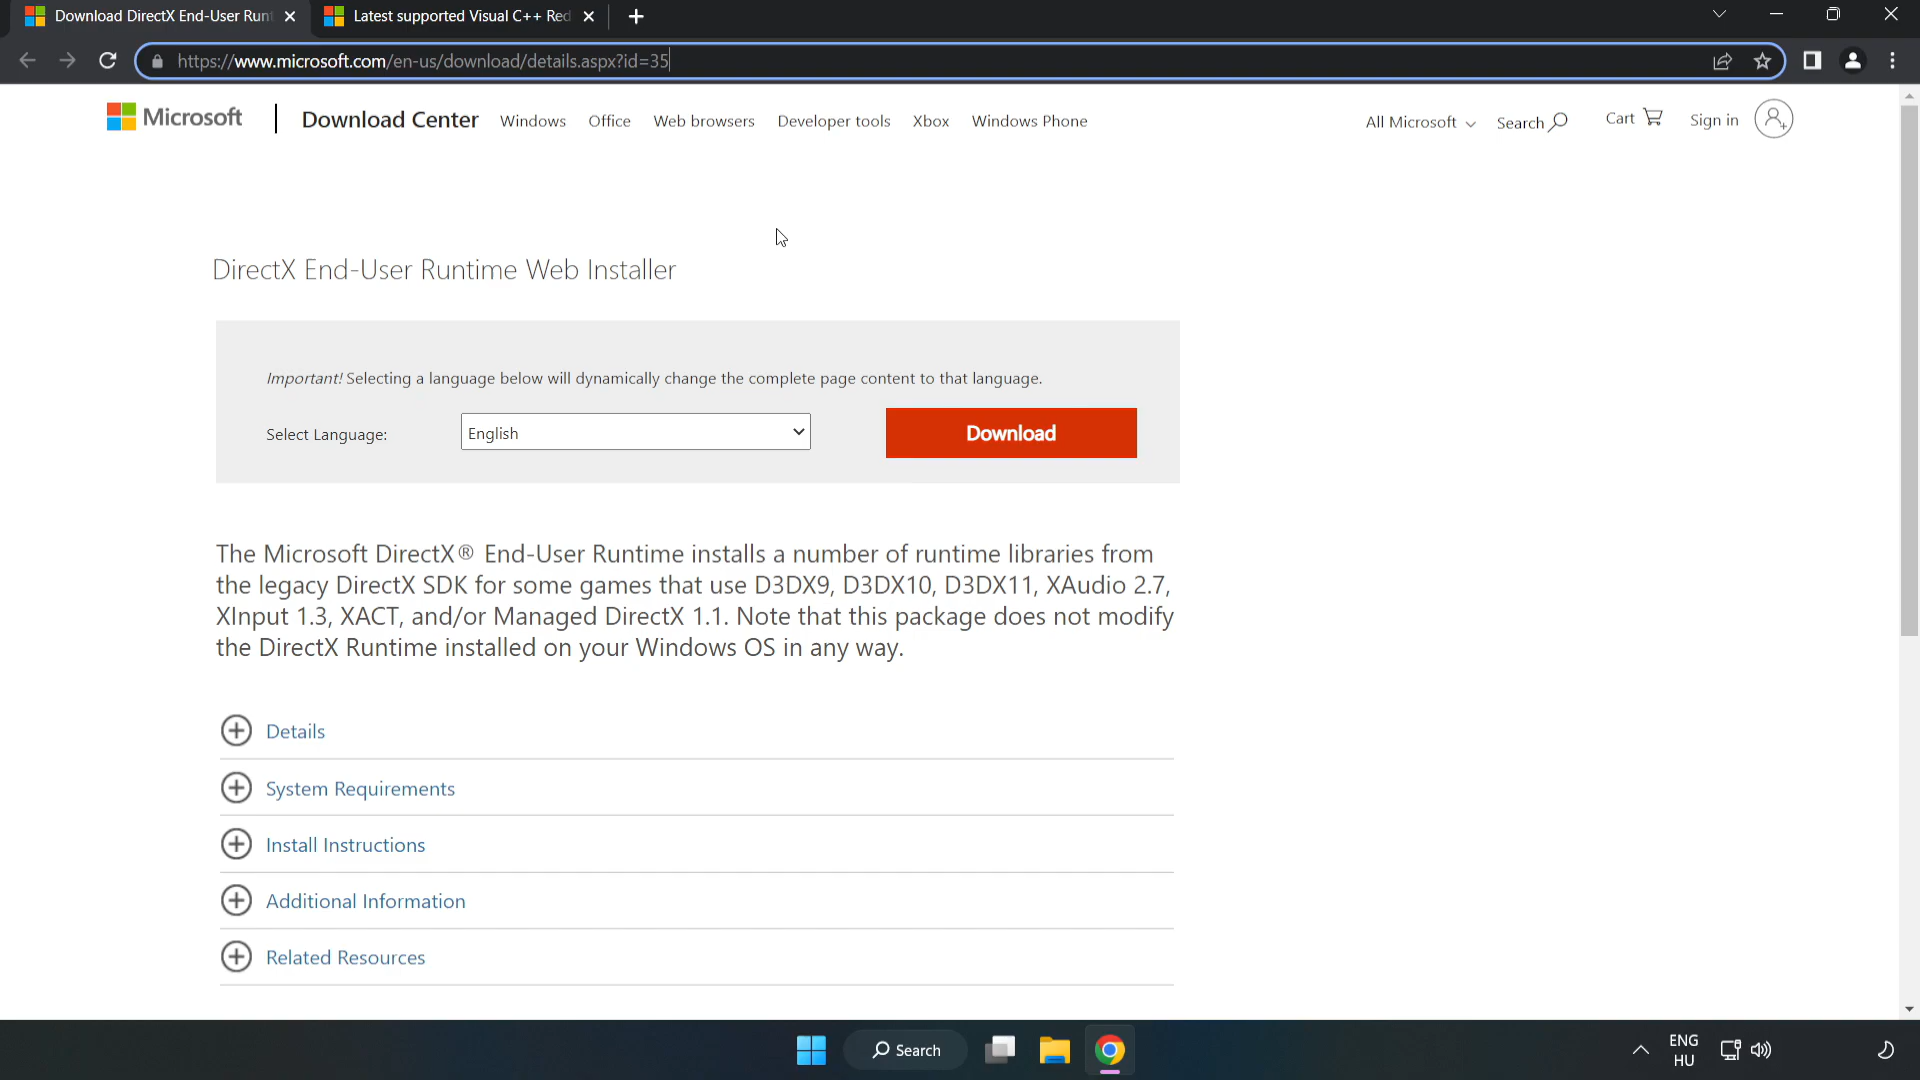 Download DirectX End-User Runt
Latest supported Visual C++ Red
https://www.microsoft.com/en-us/download/details.aspx?id=35
Microsoft
Download Center
Windows
Office
Web browsers
Developer tools
Xbox
Windows Phone
All Microsoft
Search
Cart
Sign in
DirectX End-User Runtime Web Installer
Important! Selecting a language below will dynamically change the complete page content to that language.
Select Language:
English
Download
The Microsoft DirectX® End-User Runtime installs a number of runtime libraries from
the legacy DirectX SDK for some games that use D3DX9, D3DX10, D3DX11, XAudio 2.7,
XInput 1.3, XACT, and/or Managed DirectX 1.1. Note that this package does not modify
the DirectX Runtime installed on your Windows OS in any way.
Details
System Requirements
Install Instructions
Additional Information
Related Resources
Search
ENG
HU